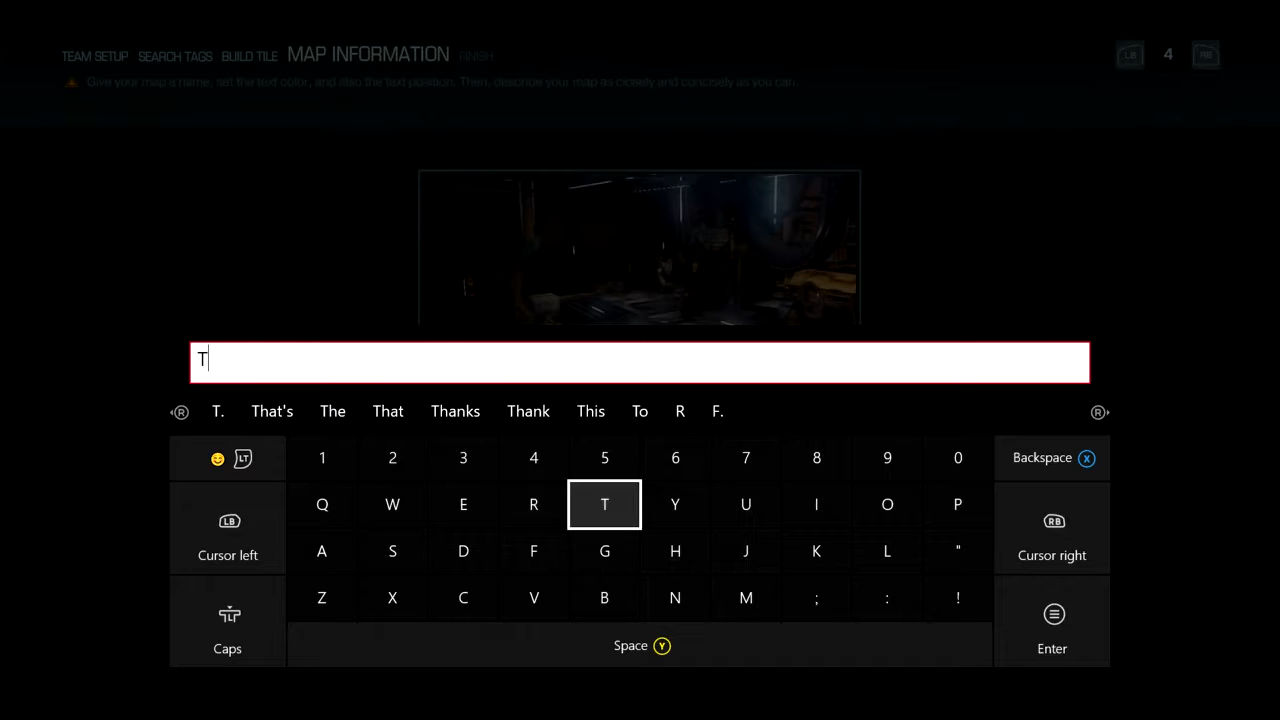 TEAM SETUP SEARCH TAGS BUILD TILE MAP INFORMATION FINISH LB 4 RB
Give your map a name, set the text color, and also the text position. Then, describe your map as closely and concisely as you can.
T
R T. That's The That Thanks Thank This To R F. R
LT 1 2 3 4 5 6 7 8 9 0 Backspace X
Q W E R T Y U I O P
LB RB
Cursor left A S D F G H J K L " Cursor right
Z X C V B N M ; : !
LT
Caps Space Y Enter